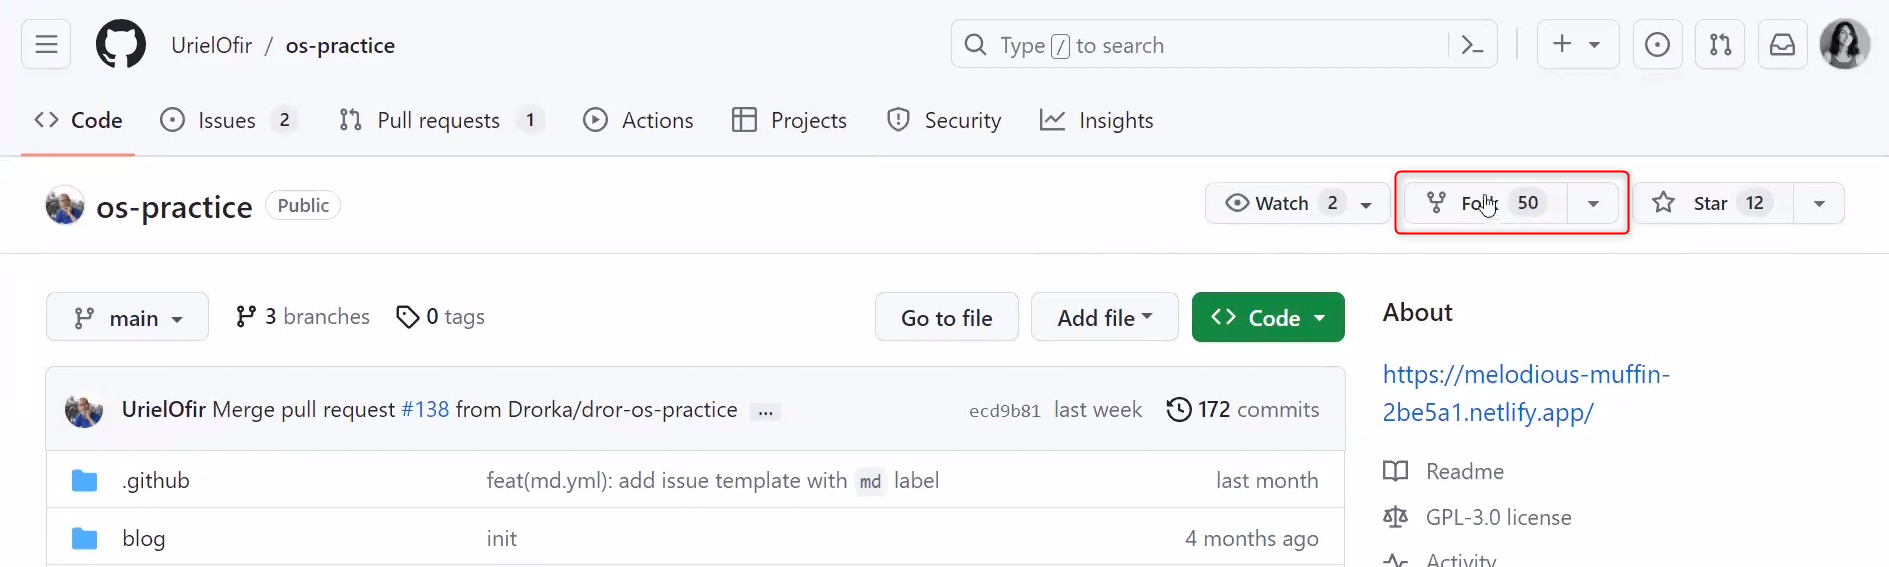 UrielOfir / os-practice
Type / to search
Code Issues 2 Pull requests 1 Actions Projects Security Insights
os-practice Public Watch 2 50 Star 12
main 3 branches 0 tags Go to file Add file Code About
https://melodious-muffin-
2be5a1.netlify.app/
UrielOfir Merge pull request #138 from Drorka/dror-os-practice ... ecd9b81 last week 172 commits
Readme
.github feat(md.yml): add issue template with md label last month
GPL-3.0 license
blog init 4 months ago
Activity